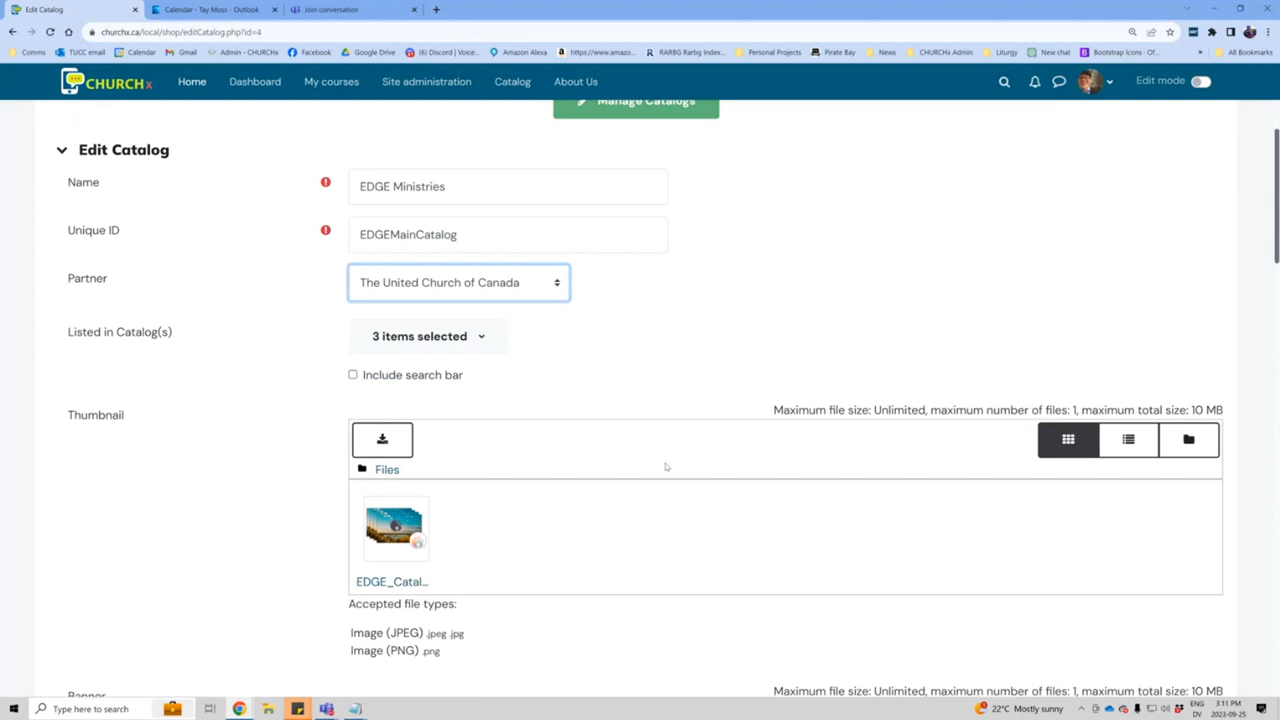 Edit Catalog
Calendar - Tay Moss - Outlook
Join conversation
churchx.ca/local/shop/editCatalog.php?id=4
Comms
TUCC email
Calendar
Gmail
Admin - CHURCHx
Facebook
Google Drive
(6) Discord | Voice...
Amazon Alexa
https://www.amazo...
RARBG Rarbg Index...
Personal Projects
Pirate Bay
News
CHURCHx Admin
Liturgy
New chat
Bootstrap Icons · Of...
»
All Bookmarks
CHURCHx
Home
Dashboard
My courses
Site administration
Catalog
About Us
Edit mode
Manage Catalogs
Edit Catalog
Name
EDGE Ministries
Unique ID
EDGEMainCatalog
Partner
The United Church of Canada
Listed in Catalog(s)
3 items selected
Include search bar
Thumbnail
Maximum file size: Unlimited, maximum number of files: 1, maximum total size: 10 MB
Files
EDGE_Catal...
Accepted file types:
Image (JPEG) .jpeg .jpg
Image (PNG) .png
Banner
Maximum file size: Unlimited, maximum number of files: 1, maximum total size: 10 MB
Type here to search
22°C Mostly sunny
ENG
DV
3:11 PM
2023-09-25